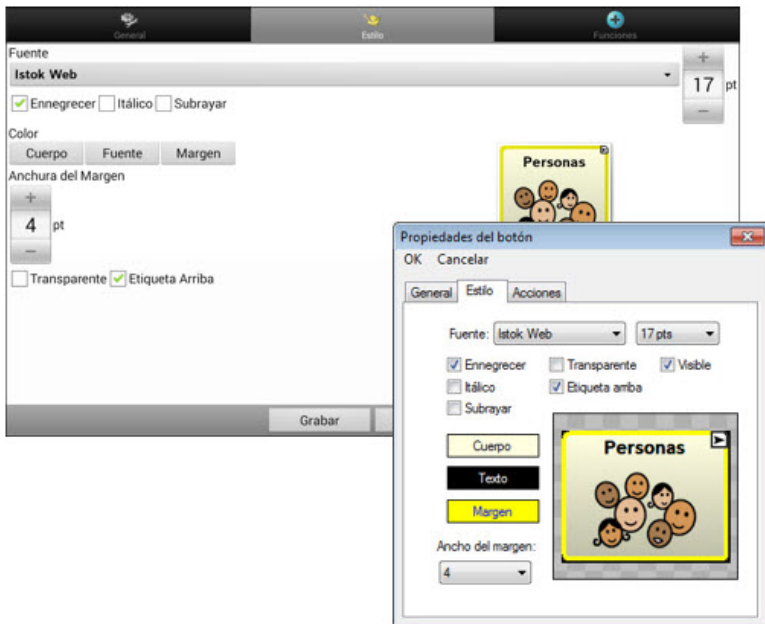 General Estilo Funciones
Fuente
Istok Web
17 pt
Ennegrecer Itálico Subrayar
Color
Cuerpo Fuente Margen
Anchura del Margen
4 pt
Transparente Etiqueta Arriba
Personas
Grabar
Propiedades del botón
OK Cancelar
General Estilo Acciones
Fuente: Istok Web 17 pts
Ennegrecer Transparente Visible
Itálico Etiqueta arriba
Subrayar
Cuerpo
Texto
Margen
Ancho del margen:
4
Personas